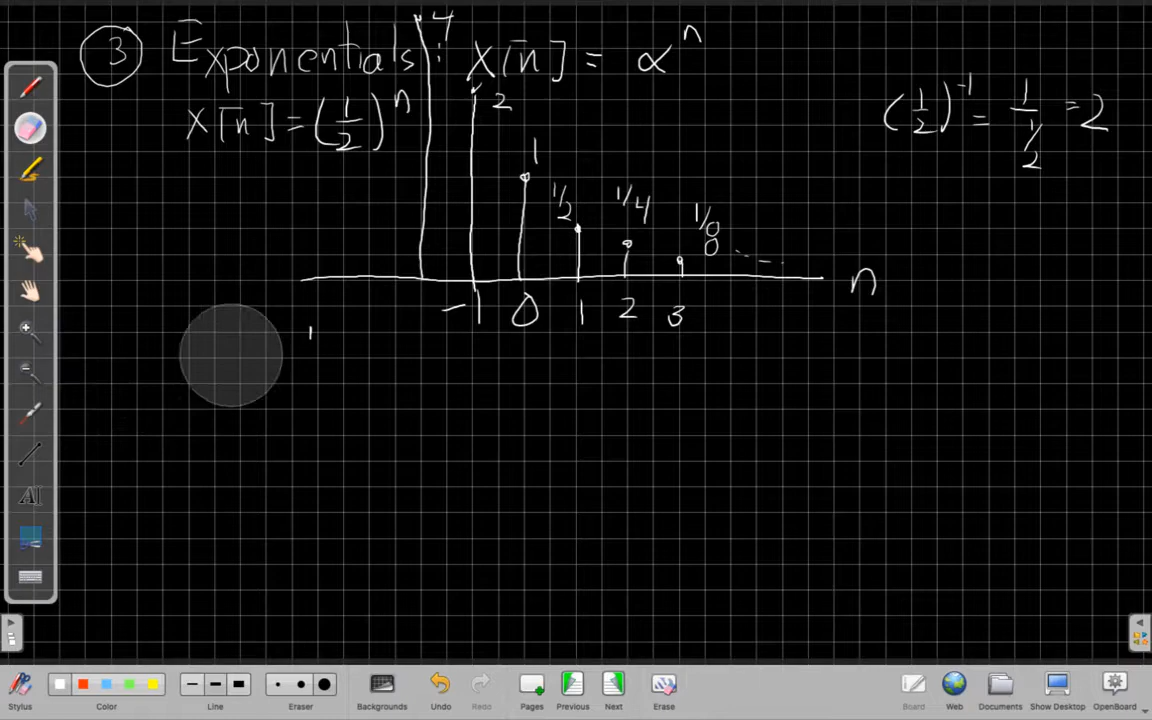 ③ Exponentials: x[n] = α^n
4
x[n] = (1/2)^n
2
(1/2)^-1 = 1/(1/2) = 2
1
1/2
1/4
1/8
...
n
-1 0 1 2 3
Stylus
Color
Line
Eraser
Backgrounds
Undo
Redo
Pages
Previous
Next
Erase
Board
Web
Documents
Show Desktop
OpenBoard